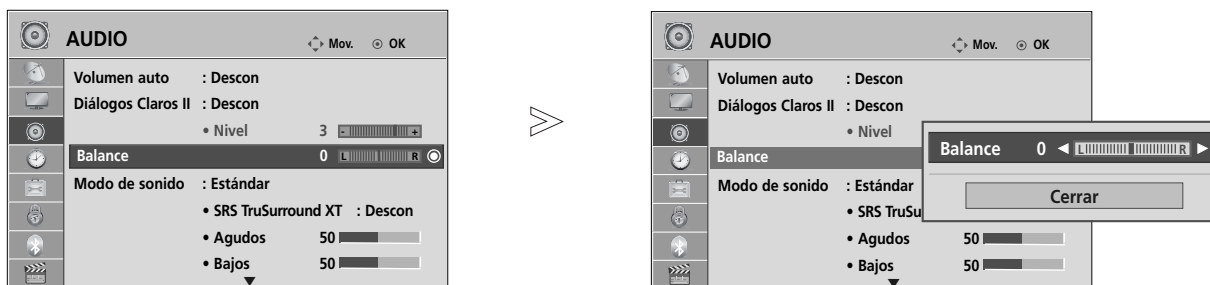 AUDIO Mov. OK
Volumen auto : Descon
Diálogos Claros II : Descon
• Nivel 3 - +
Balance 0 L R
Modo de sonido : Estándar
• SRS TruSurround XT : Descon
• Agudos 50
• Bajos 50
AUDIO Mov. OK
Volumen auto : Descon
Diálogos Claros II : Descon
• Nivel
Balance
Modo de sonido : Estándar
• SRS TruSu
• Agudos 50
• Bajos 50
Balance 0 L R
Cerrar